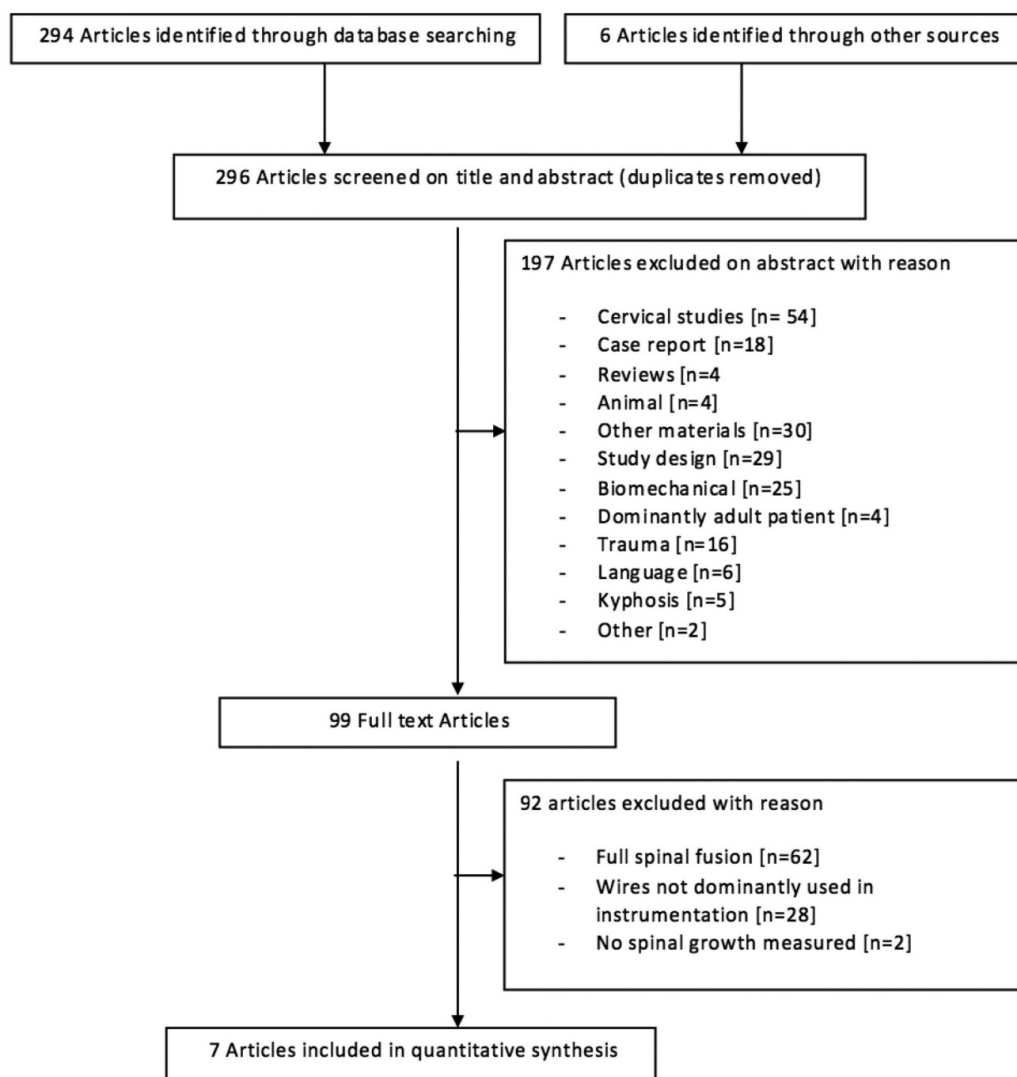 294 Articles identified through database searching
6 Articles identified through other sources
296 Articles screened on title and abstract (duplicates removed)
197 Articles excluded on abstract with reason
- Cervical studies [n= 54]
- Case report [n=18]
- Reviews [n=4
- Animal [n=4]
- Other materials [n=30]
- Study design [n=29]
- Biomechanical [n=25]
- Dominantly adult patient [n=4]
- Trauma [n=16]
- Language [n=6]
- Kyphosis [n=5]
- Other [n=2]
99 Full text Articles
92 articles excluded with reason
- Full spinal fusion [n=62]
- Wires not dominantly used in
instrumentation [n=28]
- No spinal growth measured [n=2]
7 Articles included in quantitative synthesis